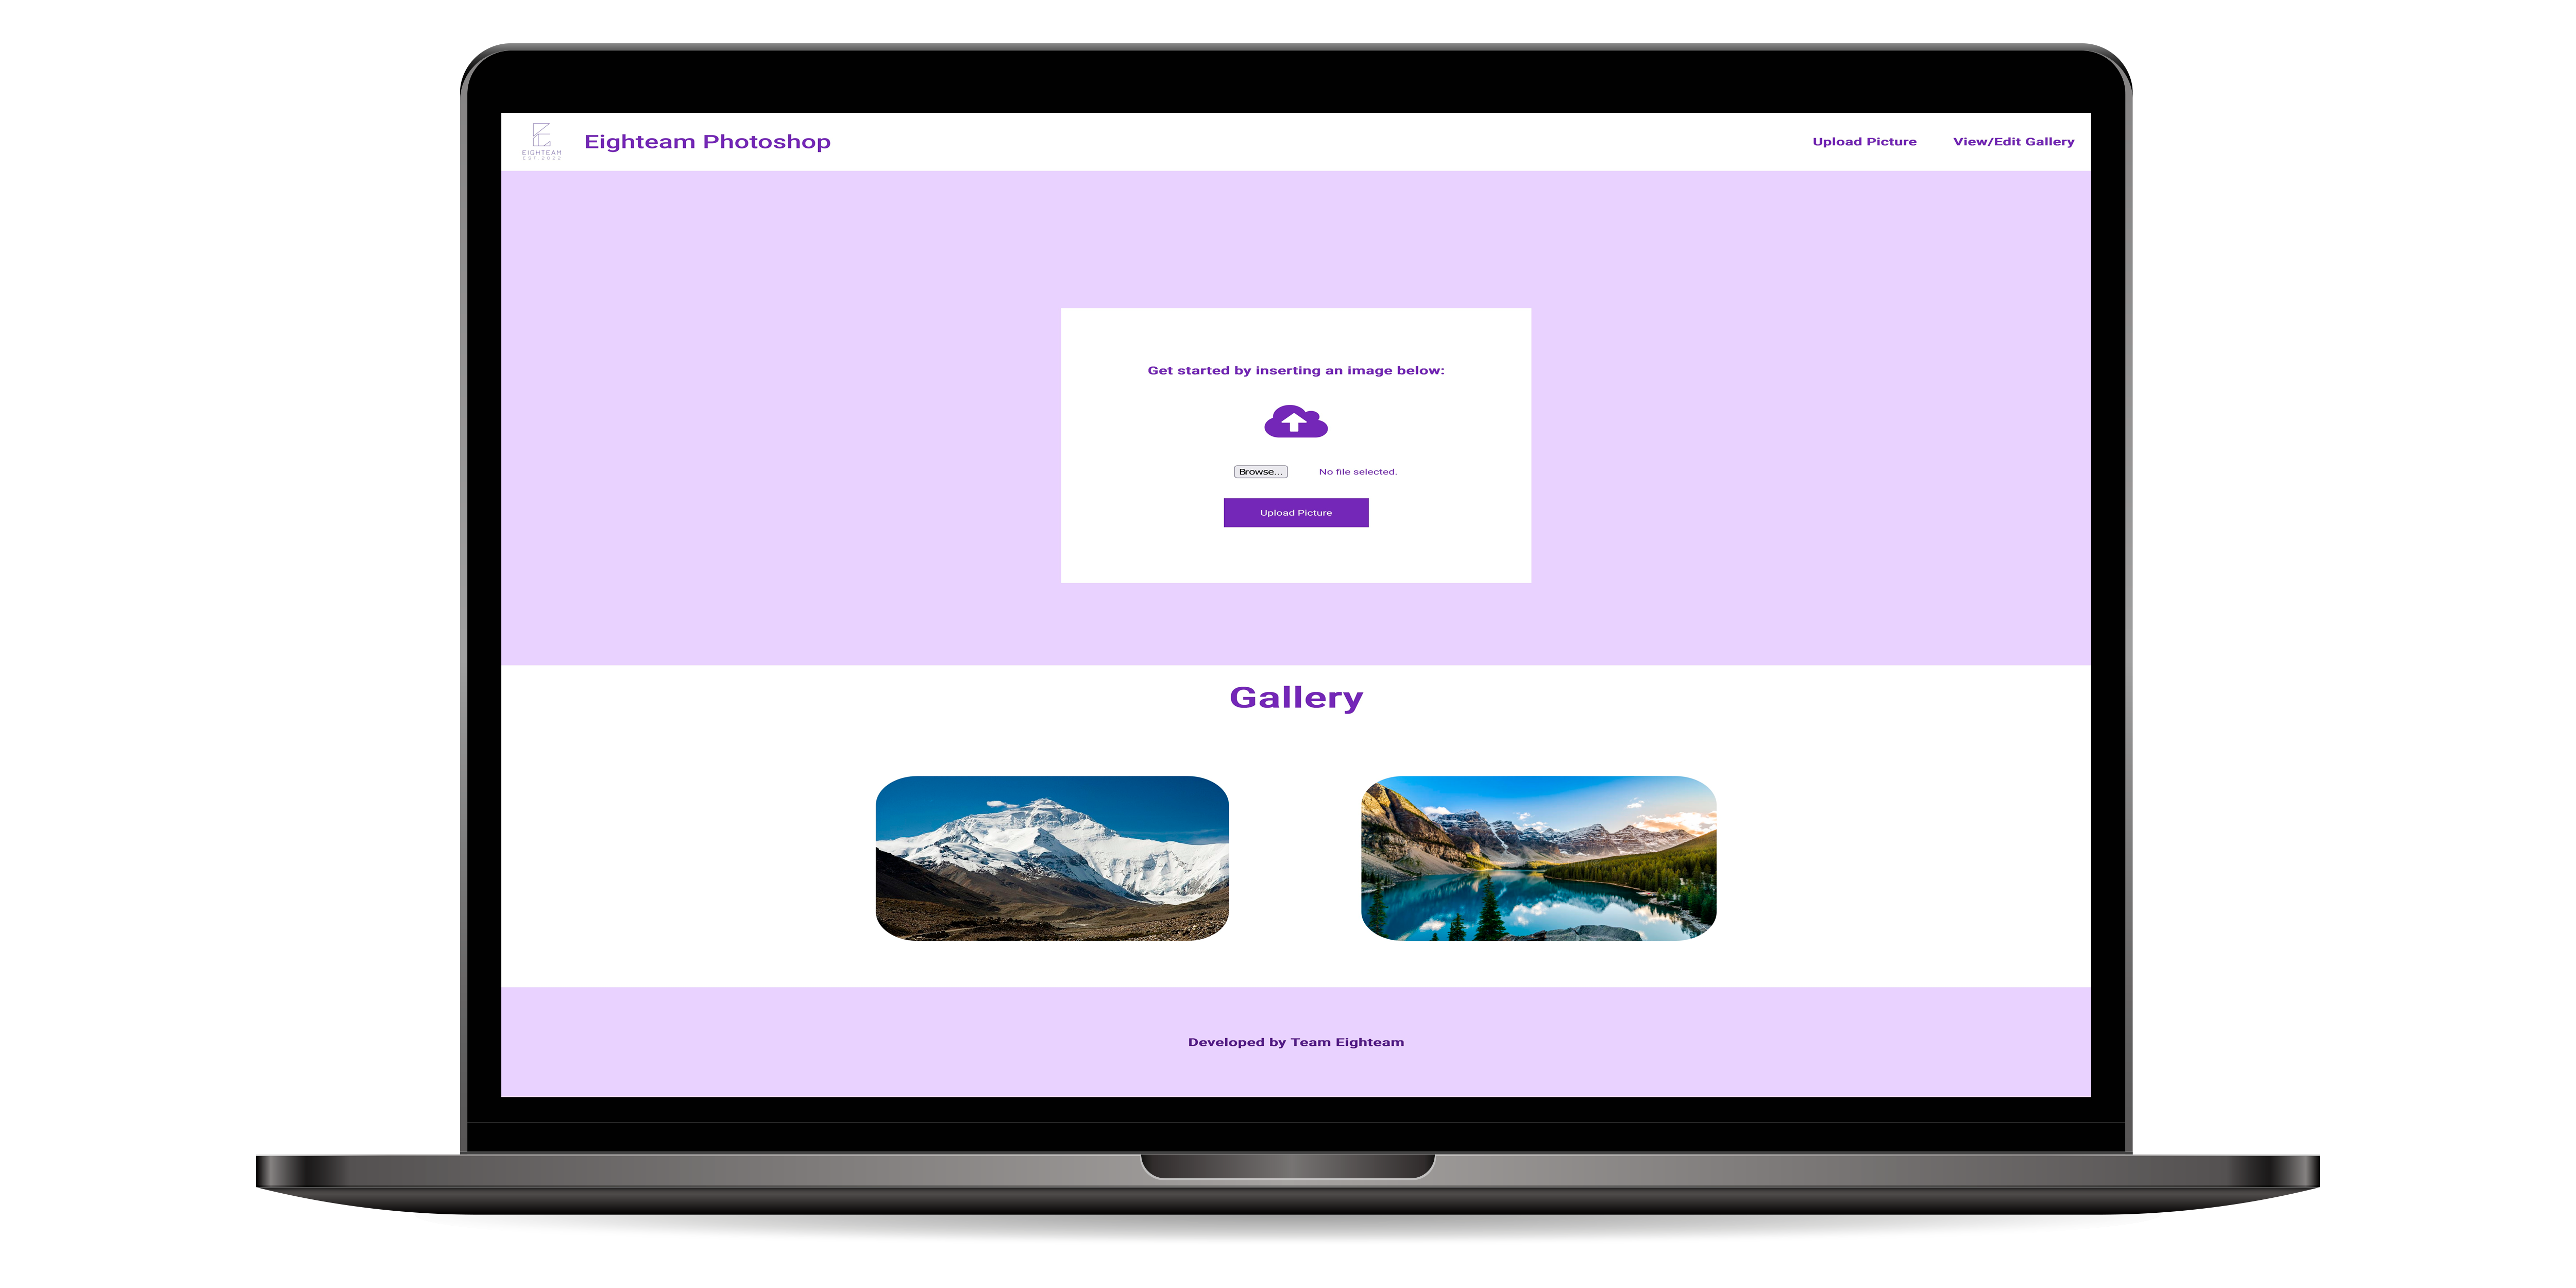 EIGHTEAM
EST. 2022
Eighteam Photoshop
Upload Picture
View/Edit Gallery
Get started by inserting an image below:
Browse...
No file selected.
Upload Picture
Gallery
Developed by Team Eighteam